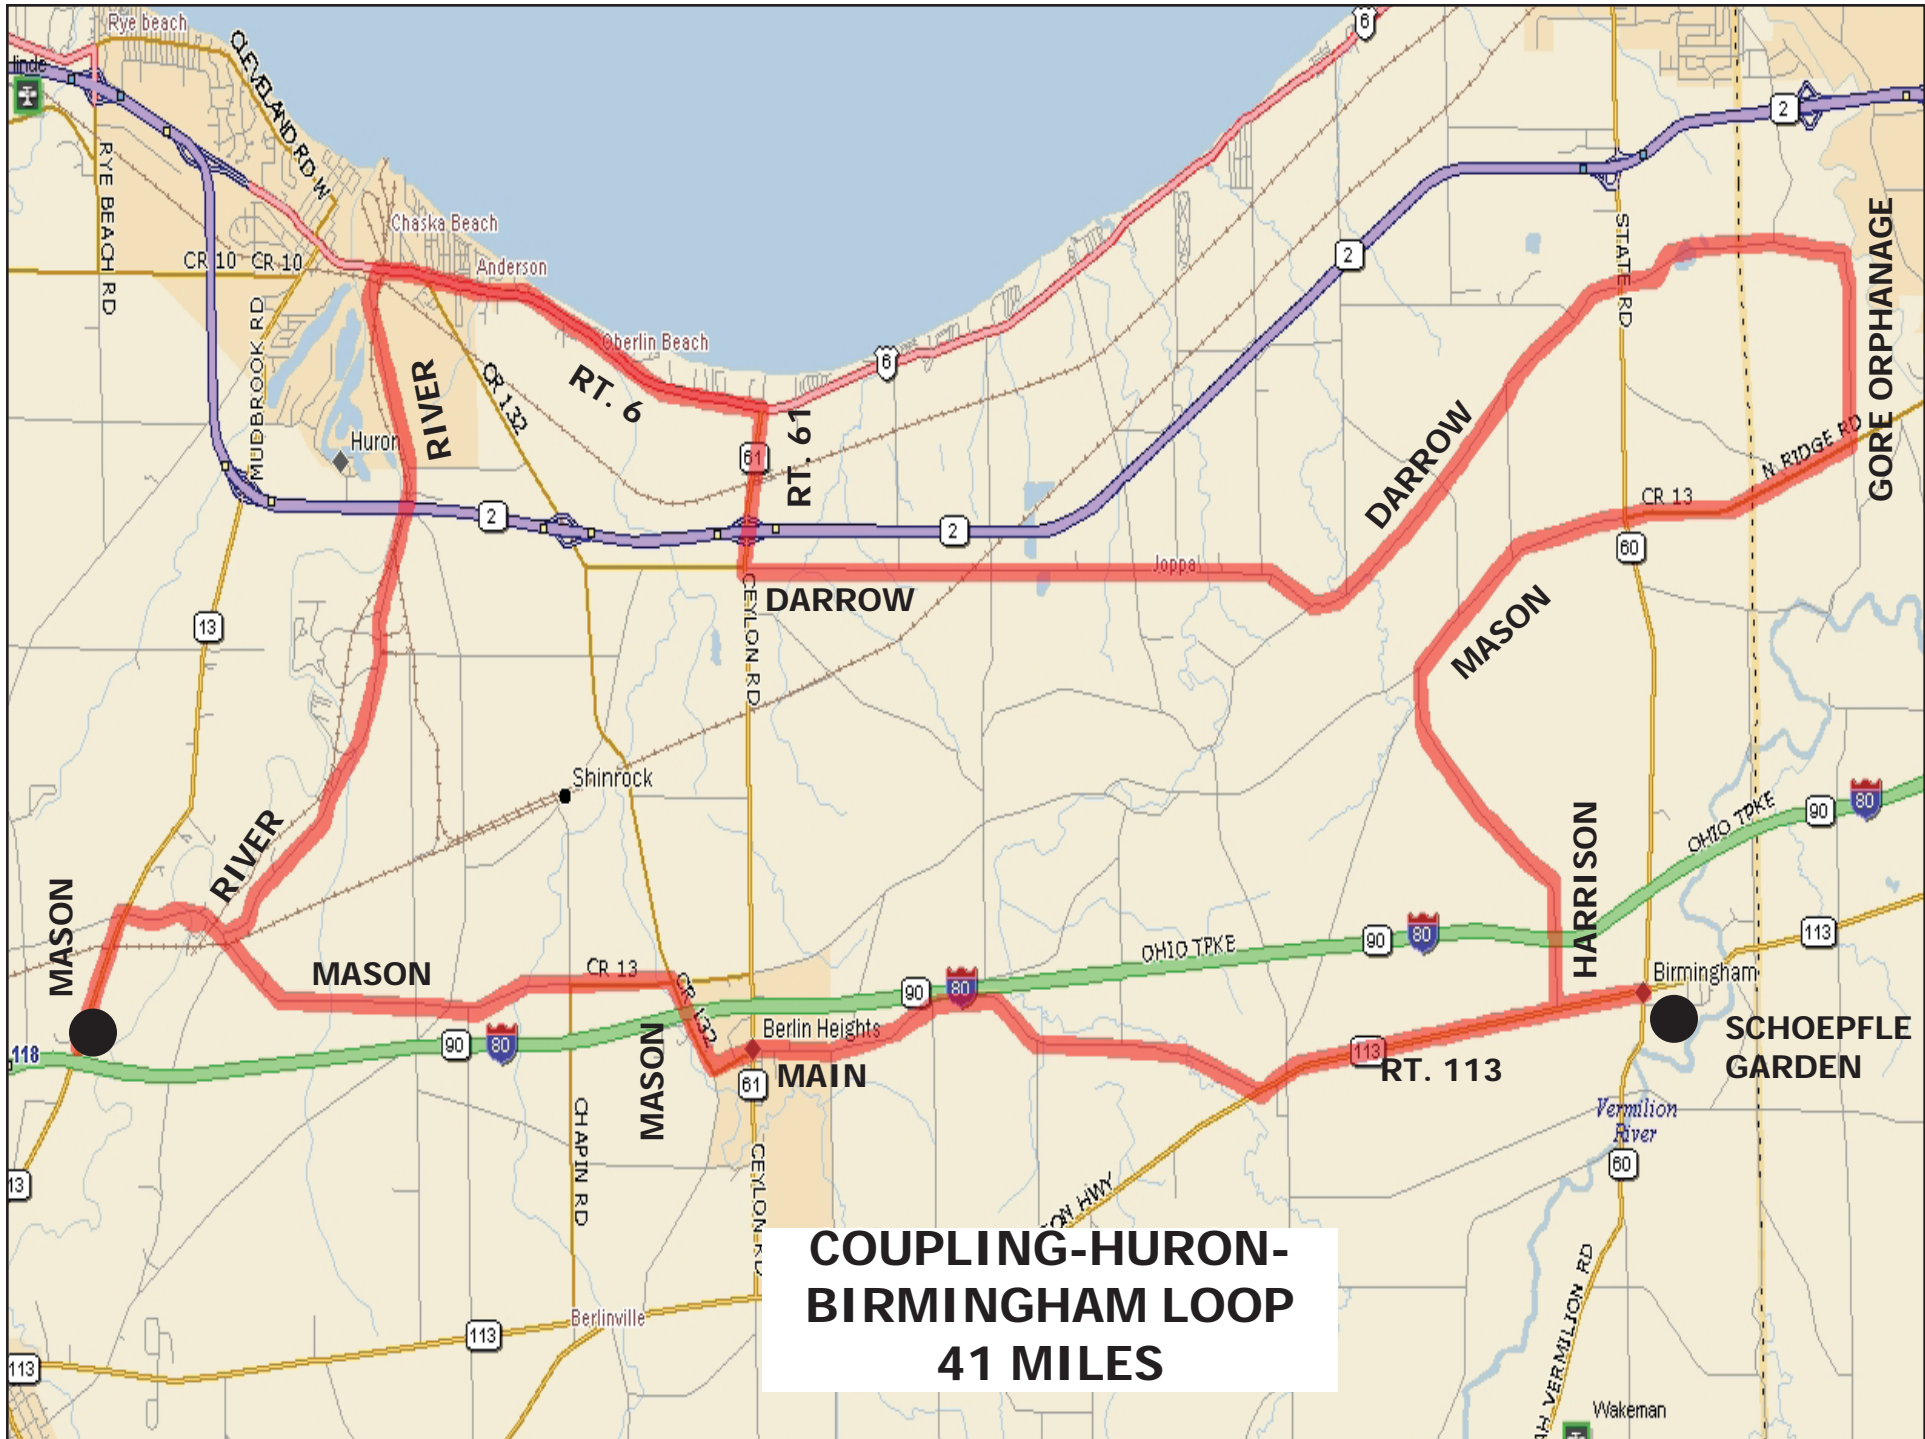 Rye beach
CLEVELAND RD W
6
2
RYE BEACH RD
Chaska Beach
CR 10
CR 10
Anderson
STATE RD
GORE ORPHANAGE
2
MUDBROOK RD
Oberlin Beach
6
RIVER
CR 132
RT. 6
RT. 61
61
Huron
DARROW
N RIDGE RD
CR 13
2
2
60
Joppa
CEYLON RD
DARROW
MASON
13
Shinrock
RIVER
HARRISON
OHIO TPKE
90
80
MASON
MASON
CR 13
CR 132
OHIO TPKE
90
80
113
90
80
Birmingham
118
90
80
MASON
Berlin Heights
MAIN
61
113
RT. 113
SCHOEPFLE
GARDEN
Vermilion
River
60
CHAPIN RD
CEYLON RD
13
ON HWY
COUPLING-HURON-
BIRMINGHAM LOOP
41 MILES
Berlinville
113
113
AH VERMILION RD
Wakeman